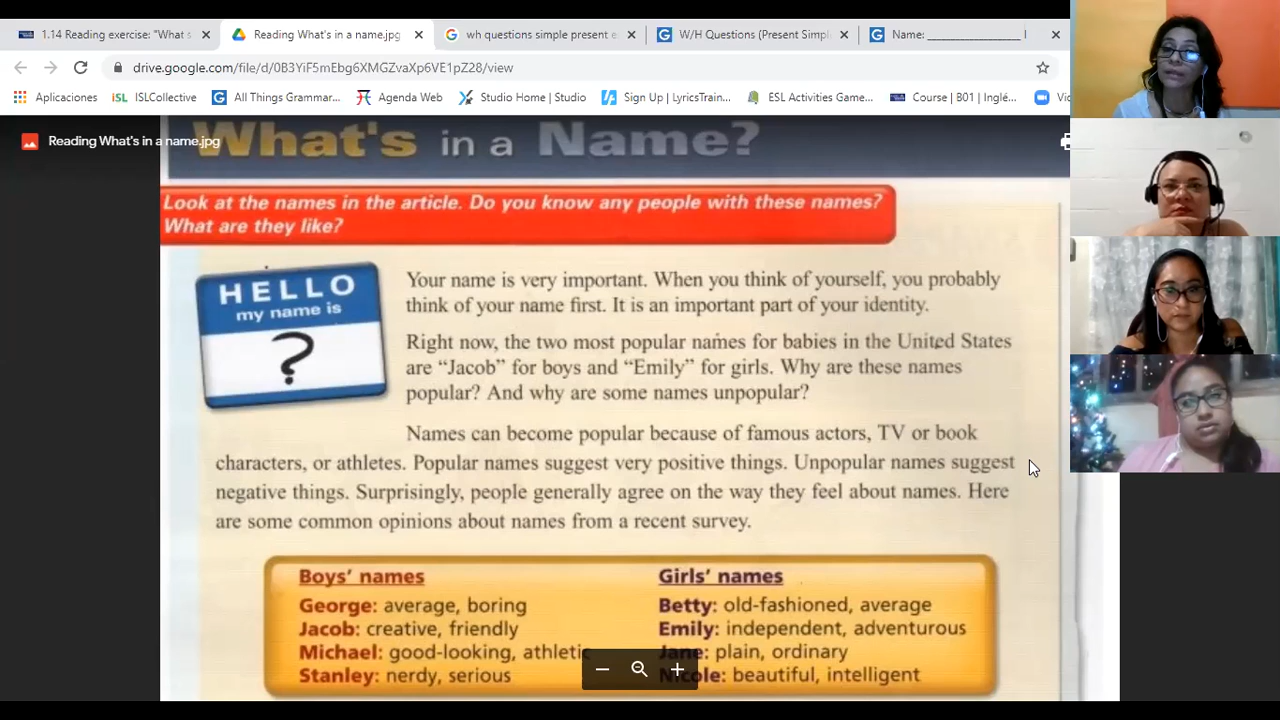 1.14 Reading exercise: "What s
Reading What's in a name.jpg
wh questions simple present e
W/H Questions (Present Simpl
Name: ____________________ I
drive.google.com/file/d/0B3YiF5mEbg6XMGZvaXp6VE1pZ28/view
Aplicaciones
iSL ISLCollective
All Things Grammar...
Agenda Web
Studio Home | Studio
Sign Up | LyricsTrain...
ESL Activities Game...
Course | B01 | Inglé...
Reading What's in a name.jpg
What's in a Name?
Look at the names in the article. Do you know any people with these names?
What are they like?
HELLO
my name is
?
Your name is very important. When you think of yourself, you probably
think of your name first. It is an important part of your identity.
Right now, the two most popular names for babies in the United States
are “Jacob” for boys and “Emily” for girls. Why are these names
popular? And why are some names unpopular?
Names can become popular because of famous actors, TV or book
characters, or athletes. Popular names suggest very positive things. Unpopular names suggest
negative things. Surprisingly, people generally agree on the way they feel about names. Here
are some common opinions about names from a recent survey.
Boys’ names
George: average, boring
Jacob: creative, friendly
Michael: good-looking, athletic
Stanley: nerdy, serious
Girls’ names
Betty: old-fashioned, average
Emily: independent, adventurous
Jane: plain, ordinary
Nicole: beautiful, intelligent